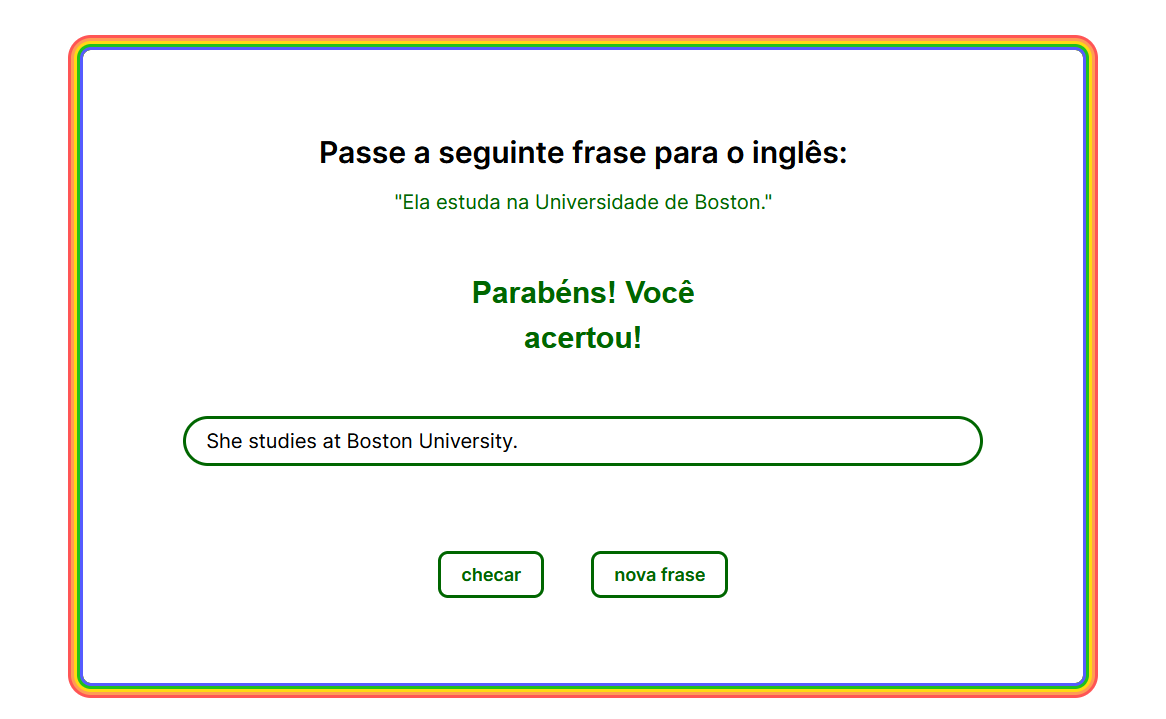 Passe a seguinte frase para o inglês:
"Ela estuda na Universidade de Boston."
Parabéns! Você
acertou!
She studies at Boston University.
checar
nova frase